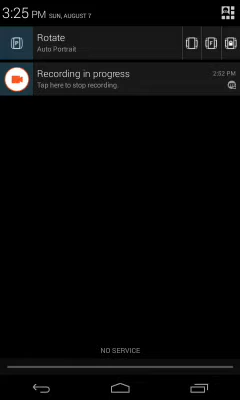 3:25 PM SUN, AUGUST 7
Rotate
Auto Portrait
Recording in progress 2:52 PM
Tap here to stop recording.
NO SERVICE